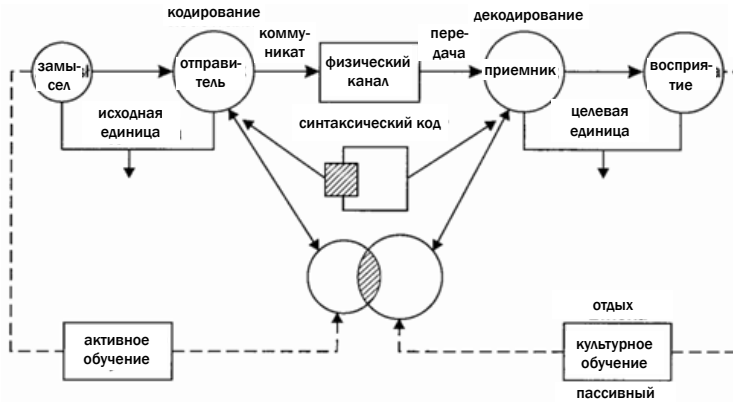 кодирование
декодирование
комму-
никат
пере-
дача
замы-
сел
отправи-
тель
физический
канал
приемник
восприя-
тие
исходная
единица
синтаксический код
целевая
единица
активное
обучение
отдых
культурное
обучение
пассивный